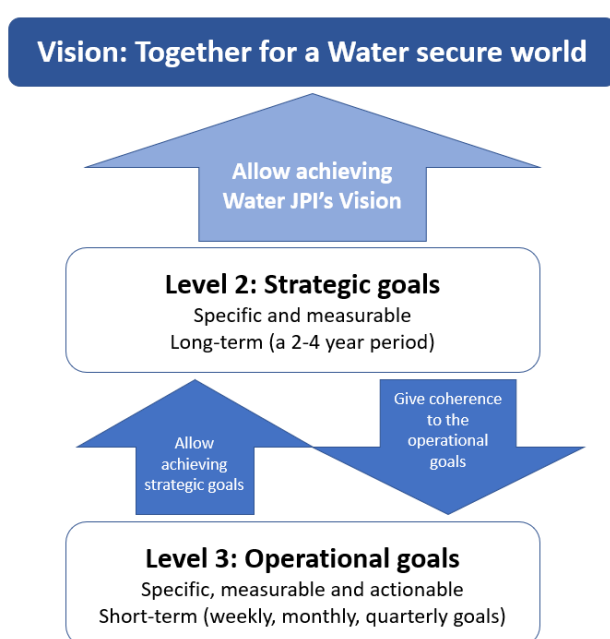 Vision: Together for a Water secure world
Allow achieving
Water JPI's Vision
Level 2: Strategic goals
Specific and measurable
Long-term (a 2-4 year period)
Allow
achieving
strategic goals
Give coherence
to the
operational
goals
Level 3: Operational goals
Specific, measurable and actionable
Short-term (weekly, monthly, quarterly goals)